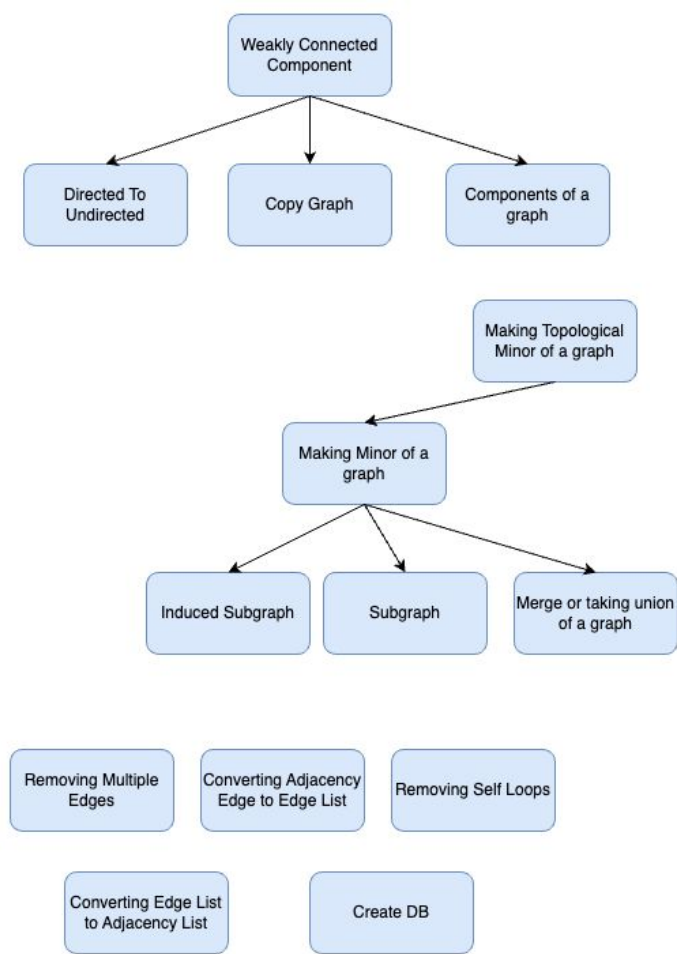 Weakly Connected
Component
Directed To
Undirected
Copy Graph
Components of a
graph
Making Topological
Minor of a graph
Making Minor of a
graph
Induced Subgraph
Subgraph
Merge or taking union
of a graph
Removing Multiple
Edges
Converting Adjacency
Edge to Edge List
Removing Self Loops
Converting Edge List
to Adjacency List
Create DB